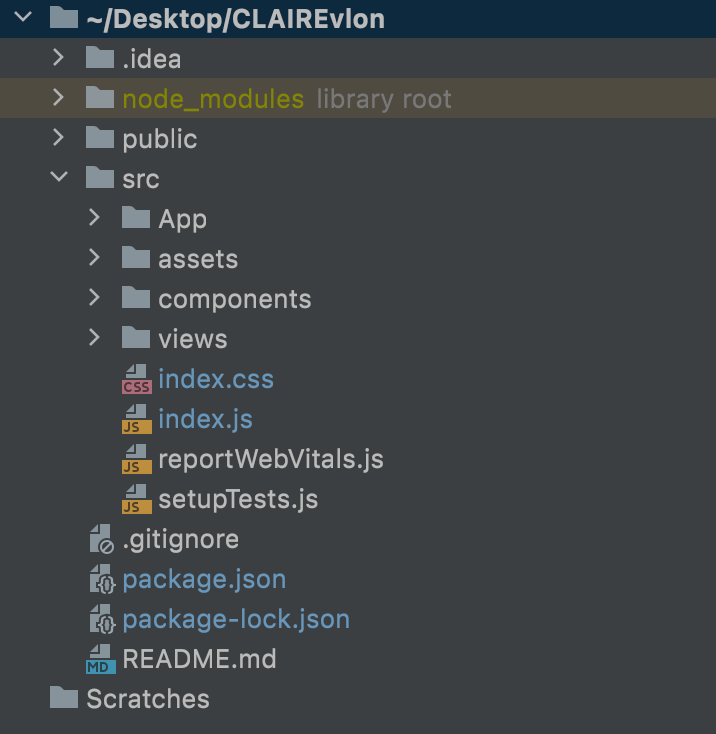 ~/Desktop/CLAIREvlon
.idea
node_modules library root
public
src
App
assets
components
views
CSS index.css
JS index.js
JS reportWebVitals.js
JS setupTests.js
.gitignore
{} package.json
{} package-lock.json
MD README.md
Scratches